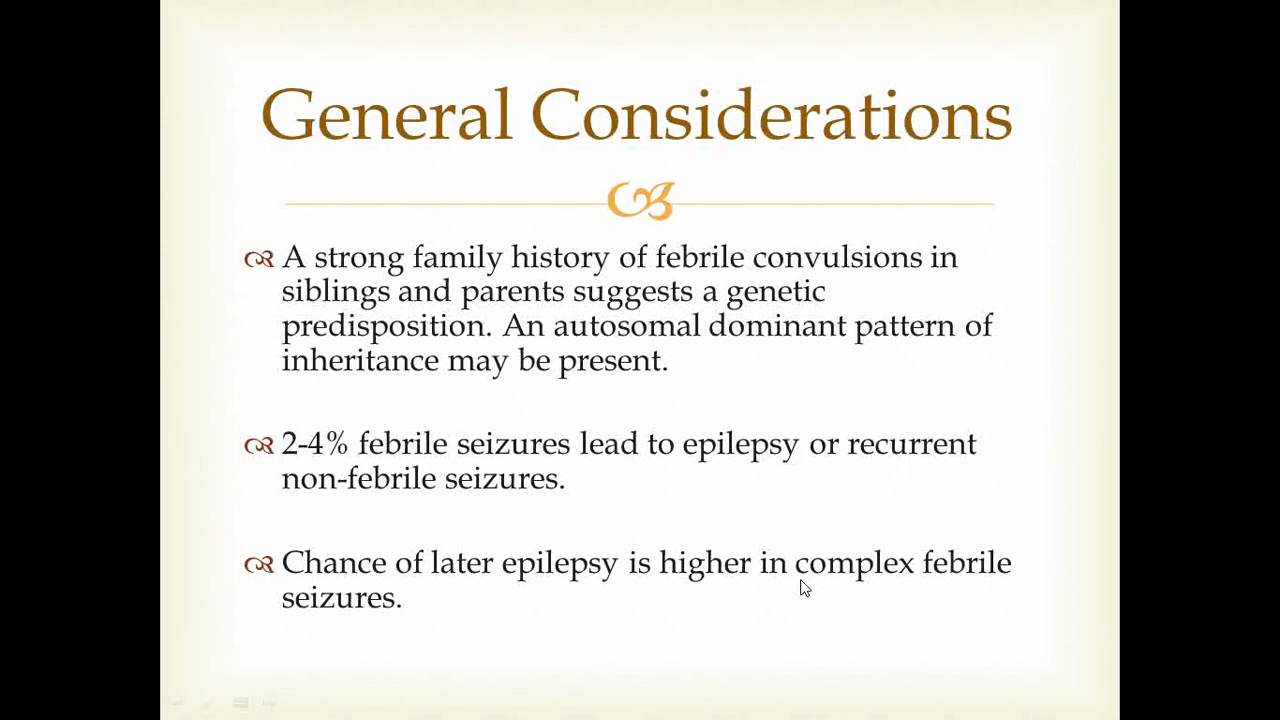 General Considerations
A strong family history of febrile convulsions in
siblings and parents suggests a genetic
predisposition. An autosomal dominant pattern of
inheritance may be present.
2-4% febrile seizures lead to epilepsy or recurrent
non-febrile seizures.
Chance of later epilepsy is higher in complex febrile
seizures.